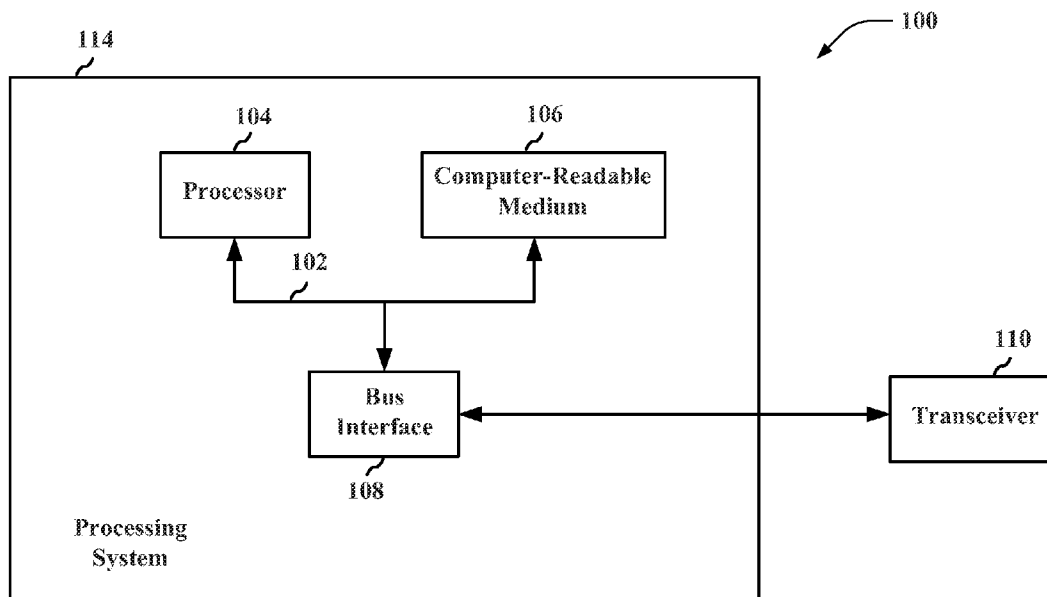 100
114
104
106
Processor
Computer-Readable
Medium
102
110
Bus
Interface
Transceiver
108
Processing
System